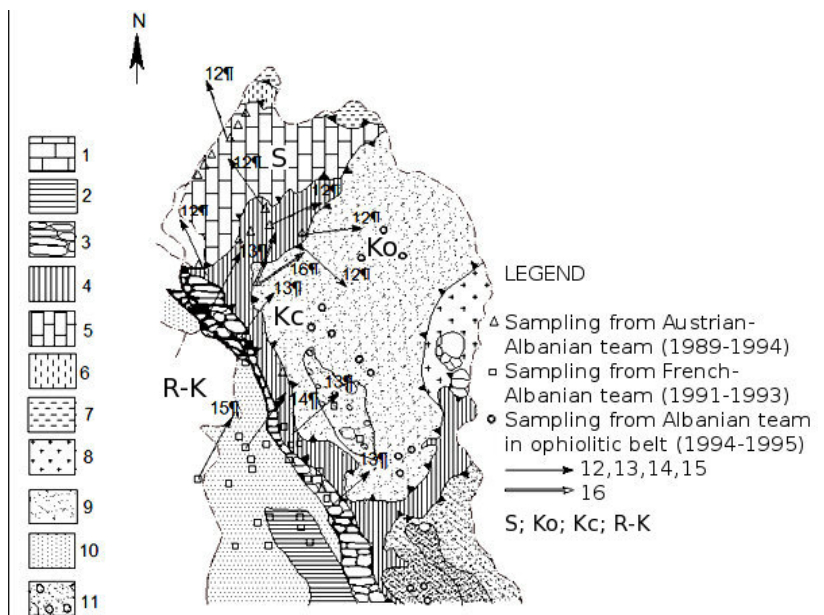 N
12¶
12¶
S
12¶
12¶
12¶
Ko
13¶
16¶
12¶
13¶
Kc
R-K
13¶
14¶
15¶
13¶
1
2
3
4
5
6
7
8
9
10
11
LEGEND
Sampling from Austrian-
Albanian team (1989-1994)
Sampling from French-
Albanian team (1991-1993)
Sampling from Albanian team
in ophiolitic belt (1994-1995)
12,13,14,15
16
S; Ko; Kc; R-K